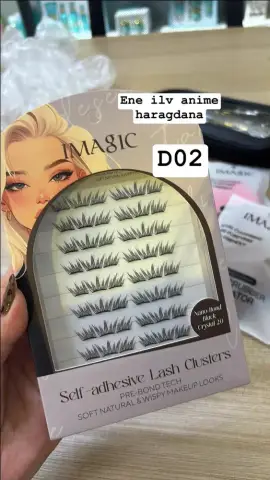 Ene ilv anime
haragdana
IMAGIC
D02
Nano Bond
Black
Crystal 20
Self-adhesive Lash Clusters
PRE-BOND TECH
SOFT NATURAL & WISPY MAKEUP LOOKS